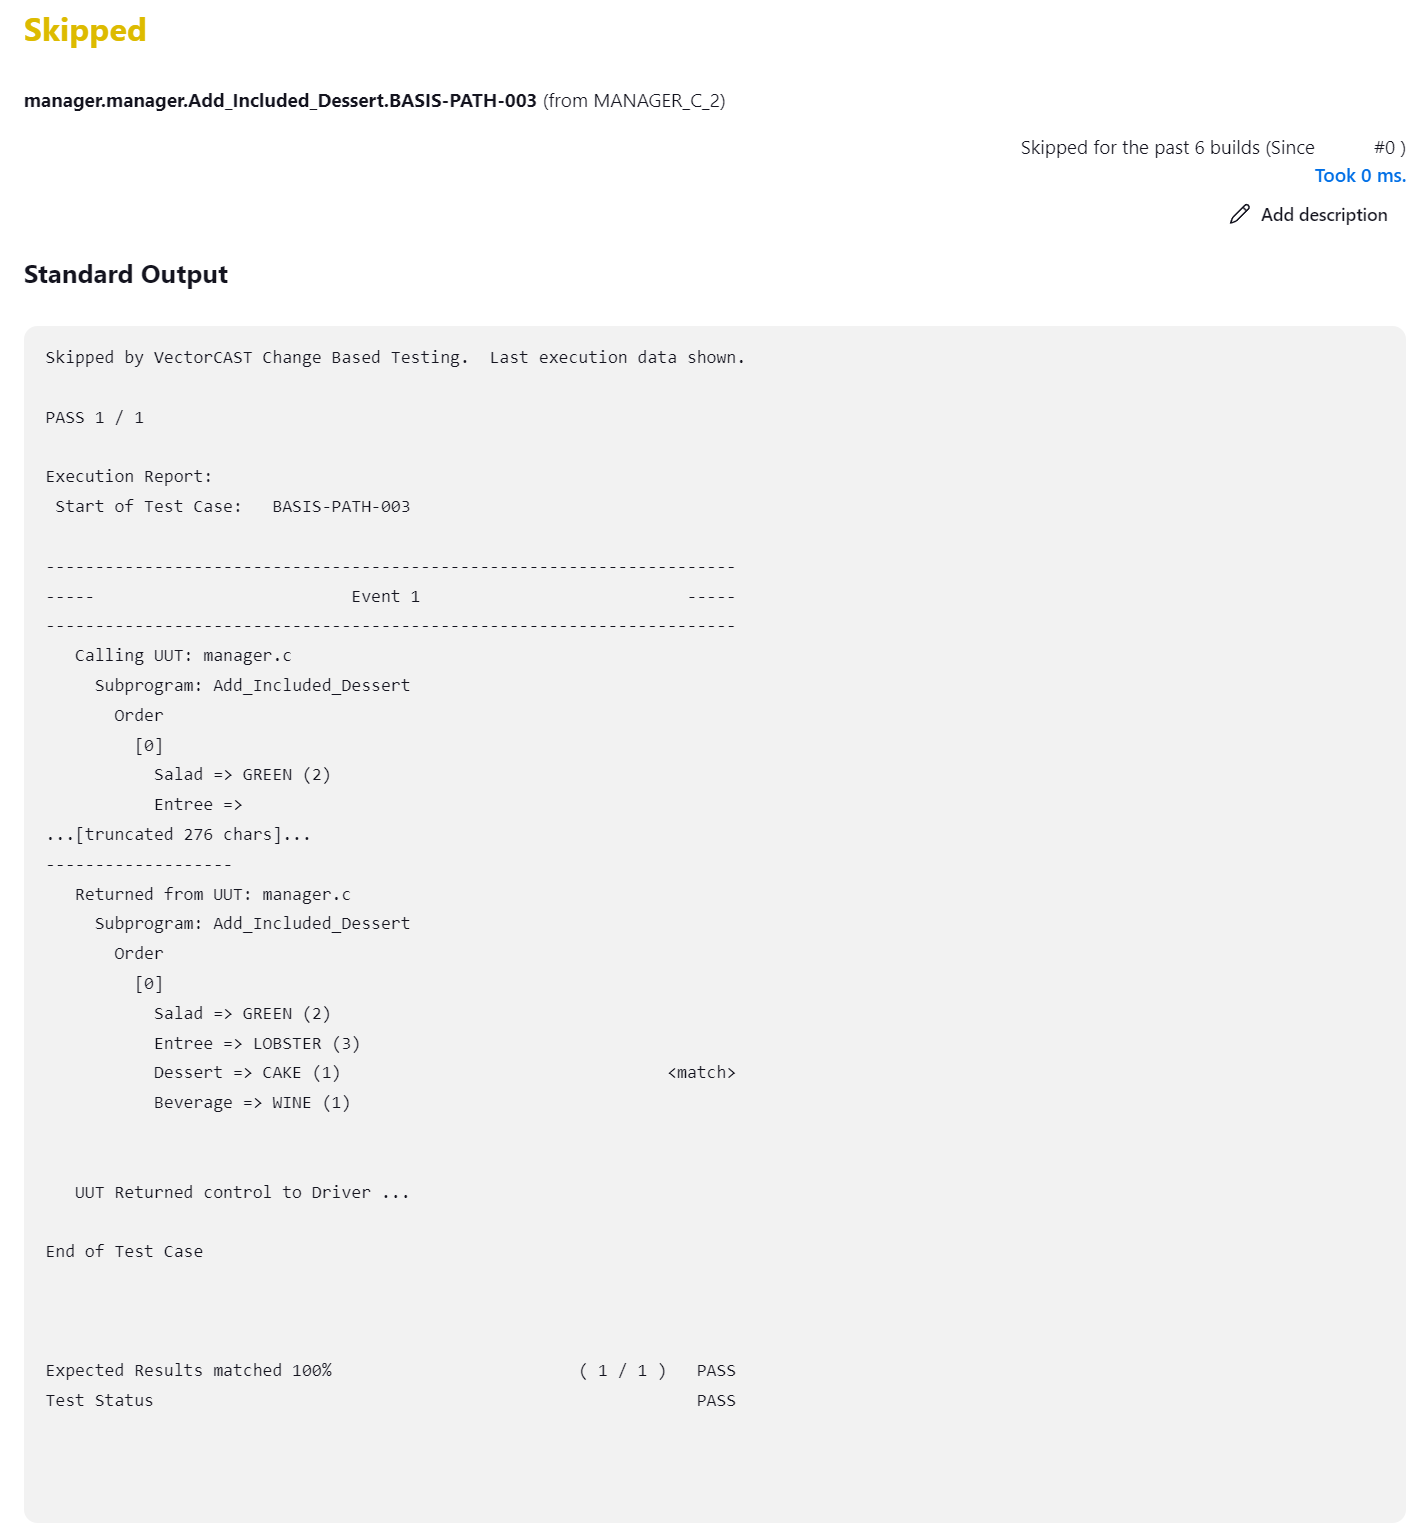 Skipped
manager.manager.Add_Included_Dessert.BASIS-PATH-003 (from MANAGER_C_2)
Skipped for the past 6 builds (Since #0 )
Took 0 ms.
Add description
Standard Output
Skipped by VectorCAST Change Based Testing.  Last execution data shown.
PASS 1 / 1
Execution Report:
 Start of Test Case:   BASIS-PATH-003
----------------------------------------------------------------------
-----                          Event 1                           -----
----------------------------------------------------------------------
   Calling UUT: manager.c
     Subprogram: Add_Included_Dessert
       Order
         [0]
           Salad => GREEN (2)
           Entree =>
...[truncated 276 chars]...
-------------------
   Returned from UUT: manager.c
     Subprogram: Add_Included_Dessert
       Order
         [0]
           Salad => GREEN (2)
           Entree => LOBSTER (3)
           Dessert => CAKE (1)                                 <match>
           Beverage => WINE (1)
   UUT Returned control to Driver ...
End of Test Case
Expected Results matched 100%                         ( 1 / 1 )   PASS
Test Status                                                       PASS